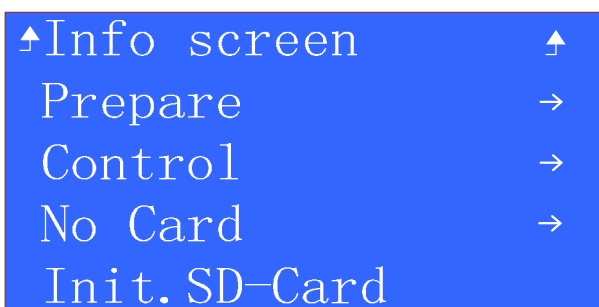 Info screen
Prepare →
Control →
No Card →
Init.SD-Card